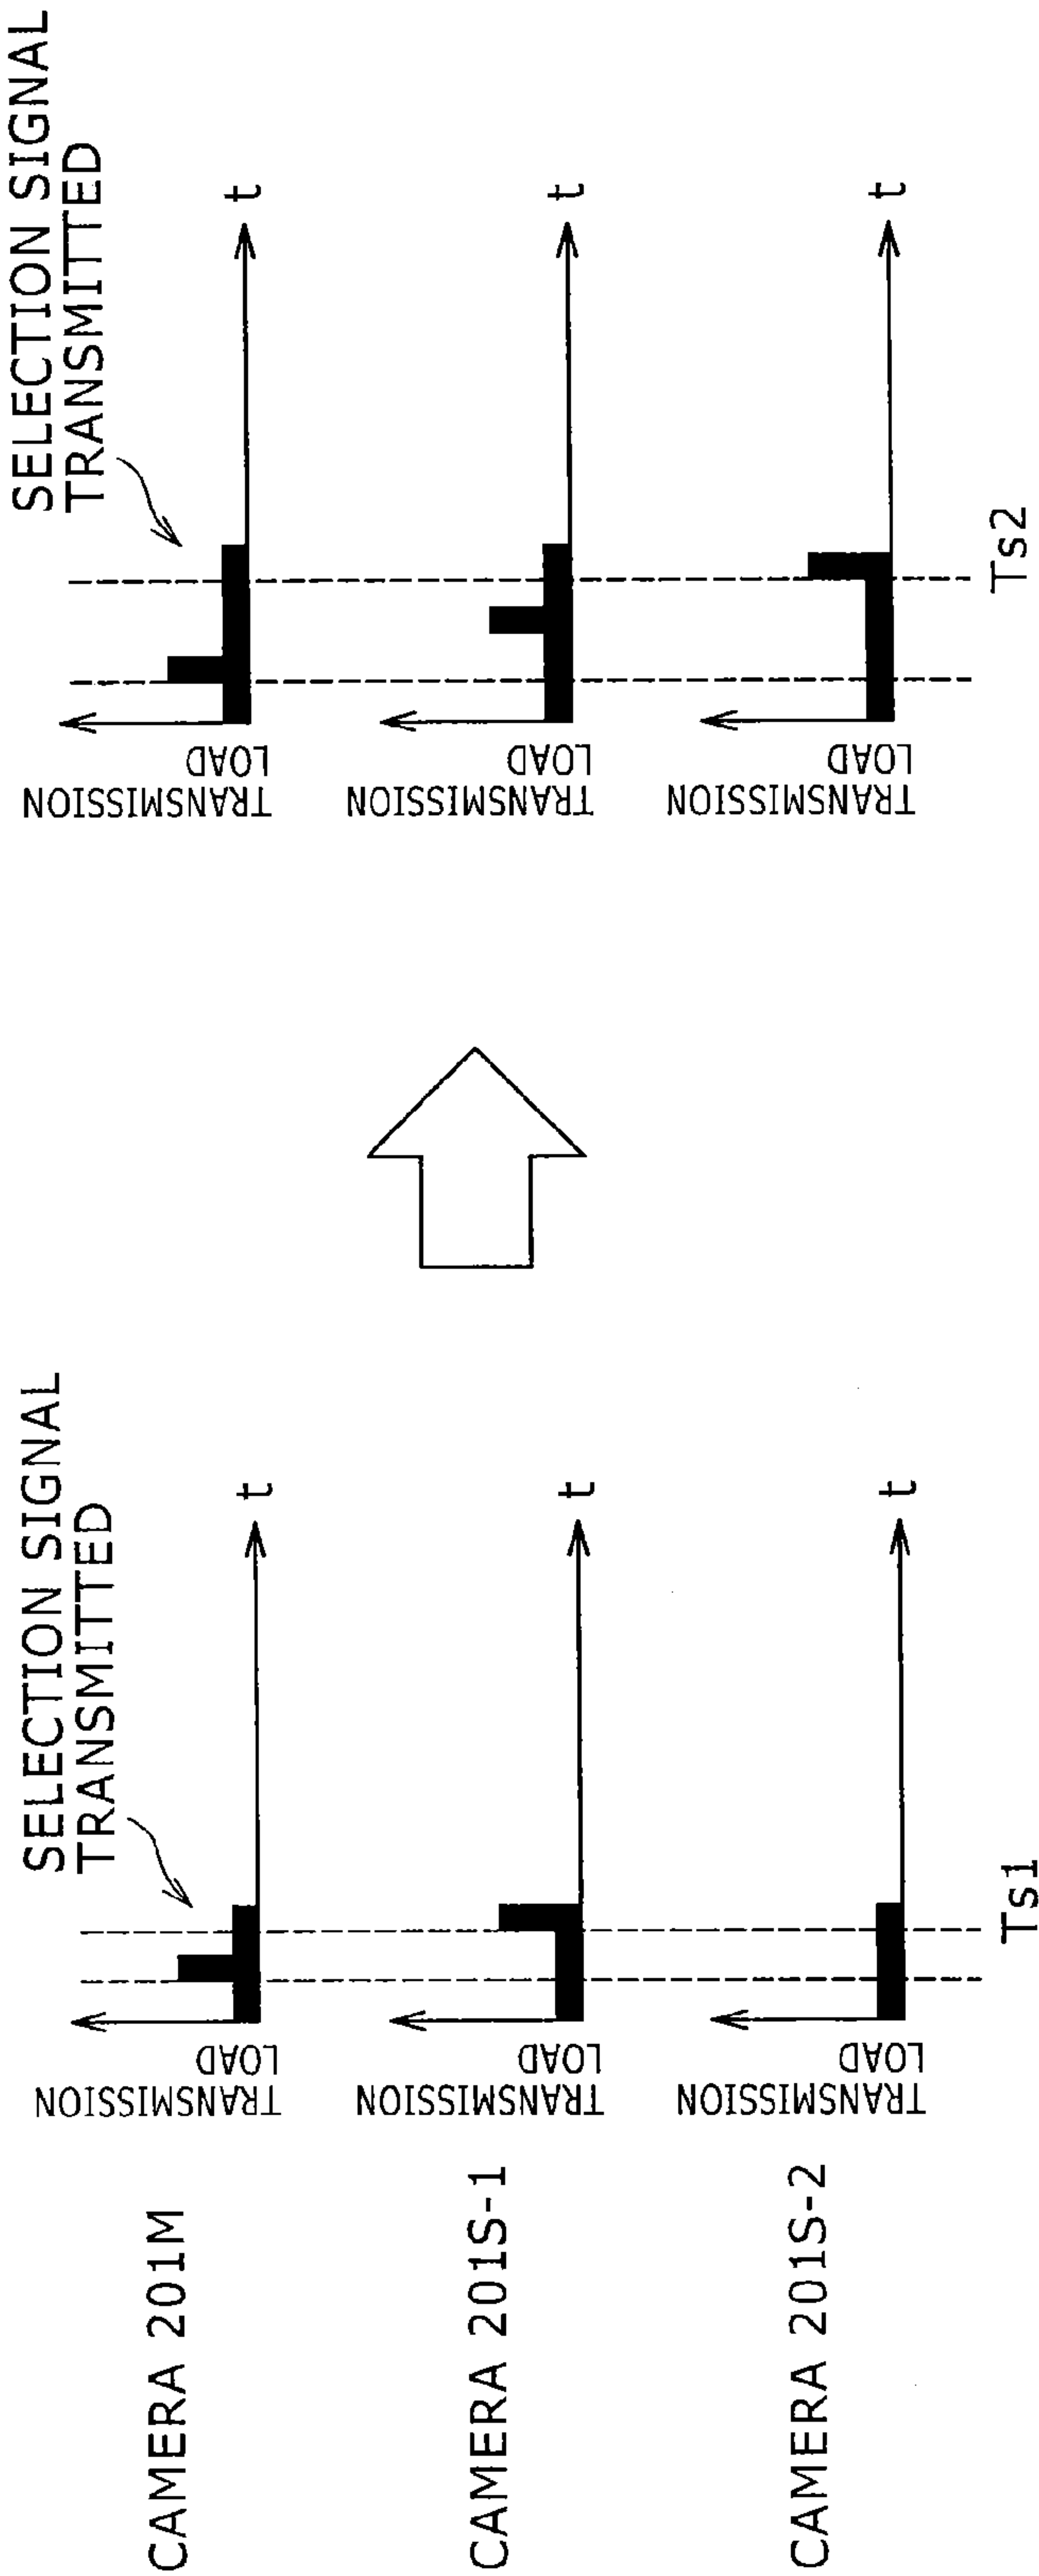 SELECTION SIGNAL
TRANSMITTED
SELECTION SIGNAL
TRANSMITTED
CAMERA 201M
TRANSMISSION
LOAD
t
TRANSMISSION
LOAD
t
CAMERA 201S-1
TRANSMISSION
LOAD
t
TRANSMISSION
LOAD
t
CAMERA 201S-2
TRANSMISSION
LOAD
t
TRANSMISSION
LOAD
t
Ts1
Ts2